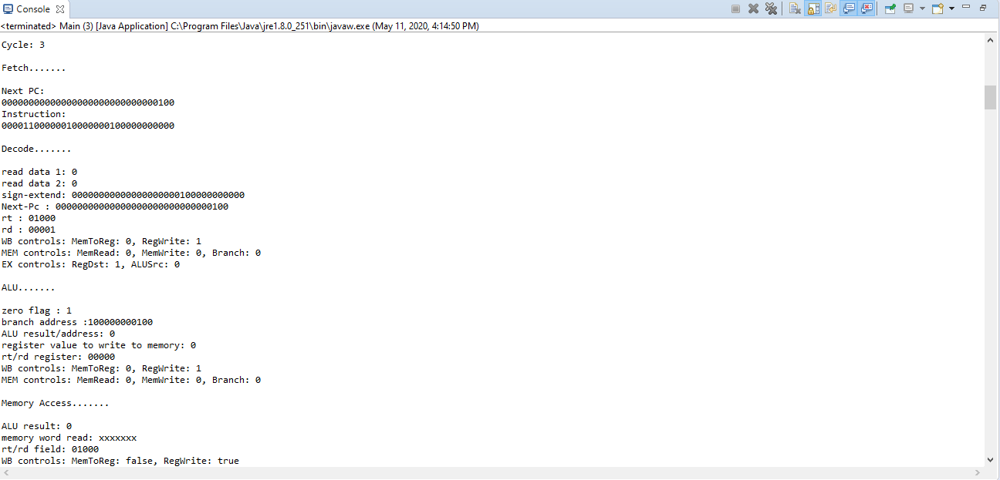 Console
<terminated> Main (3) [Java Application] C:\Program Files\Java\jre1.8.0_251\bin\javaw.exe (May 11, 2020, 4:14:50 PM)
Cycle: 3
Fetch.......
Next PC:
00000000000000000000000000000100
Instruction:
00001100000010000000100000000000
Decode.......
read data 1: 0
read data 2: 0
sign-extend: 00000000000000000000100000000000
Next-Pc : 00000000000000000000000000000100
rt : 01000
rd : 00001
WB controls: MemToReg: 0, RegWrite: 1
MEM controls: MemRead: 0, MemWrite: 0, Branch: 0
EX controls: RegDst: 1, ALUSrc: 0
ALU.......
zero flag : 1
branch address :100000000100
ALU result/address: 0
register value to write to memory: 0
rt/rd register: 00000
WB controls: MemToReg: 0, RegWrite: 1
MEM controls: MemRead: 0, MemWrite: 0, Branch: 0
Memory Access.......
ALU result: 0
memory word read: xxxxxxx
rt/rd field: 01000
WB controls: MemToReg: false, RegWrite: true